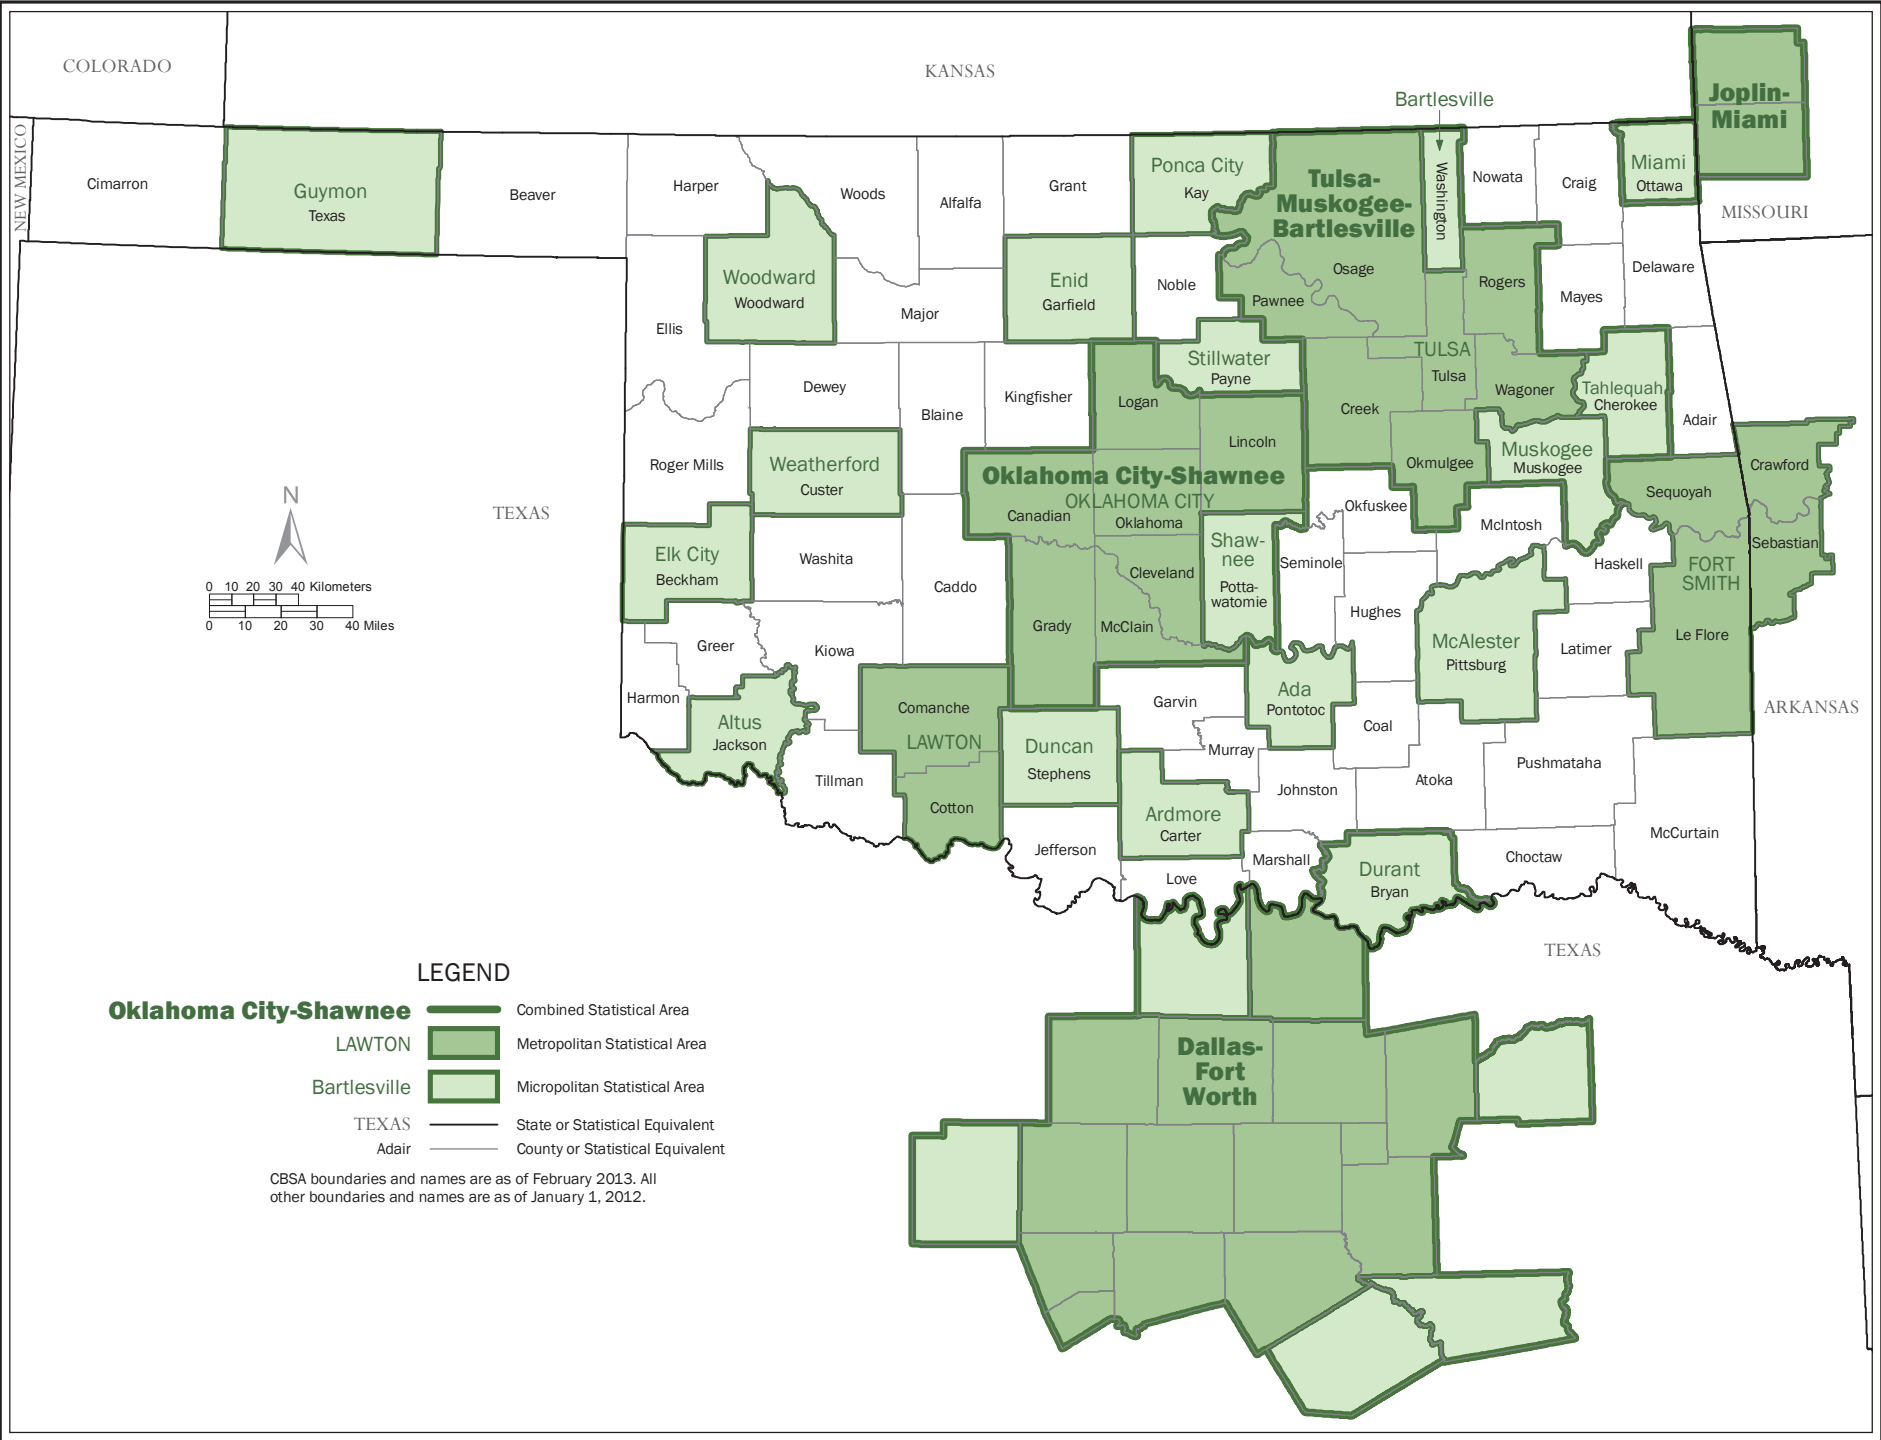 COLORADO
KANSAS
NEW MEXICO
Cimarron
Guymon
Texas
Beaver
Harper
Woods
Alfalfa
Grant
Ponca City
Kay
Bartlesville
Washington
Nowata
Craig
Miami
Ottawa
Joplin-
Miami
MISSOURI
Tulsa-
Muskogee-
Bartlesville
Woodward
Woodward
Ellis
Major
Enid
Garfield
Noble
Osage
Pawnee
Rogers
Mayes
Delaware
Dewey
Blaine
Kingfisher
Logan
Stillwater
Payne
TULSA
Tulsa
Creek
Wagoner
Tahlequah
Cherokee
Adair
Roger Mills
Weatherford
Custer
Lincoln
Oklahoma City-Shawnee
OKLAHOMA CITY
Canadian
Oklahoma
Okmulgee
Muskogee
Muskogee
Crawford
Sequoyah
Okfuskee
McIntosh
Sebastian
TEXAS
N
Elk City
Beckham
Washita
Caddo
Cleveland
Shaw-
nee
Potta-
watomie
Seminole
Haskell
FORT
SMITH
0 10 20 30 40 Kilometers
0 10 20 30 40 Miles
Greer
Kiowa
Grady
McClain
Hughes
McAlester
Pittsburg
Latimer
Le Flore
Harmon
Altus
Jackson
Comanche
LAWTON
Garvin
Ada
Pontotoc
Coal
ARKANSAS
Tillman
Cotton
Duncan
Stephens
Murray
Johnston
Atoka
Pushmataha
Ardmore
Carter
Jefferson
Love
Marshall
Durant
Bryan
Choctaw
McCurtain
TEXAS
Dallas-
Fort
Worth
LEGEND
Oklahoma City-Shawnee Combined Statistical Area
LAWTON Metropolitan Statistical Area
Bartlesville Micropolitan Statistical Area
TEXAS State or Statistical Equivalent
Adair County or Statistical Equivalent
CBSA boundaries and names are as of February 2013. All
other boundaries and names are as of January 1, 2012.